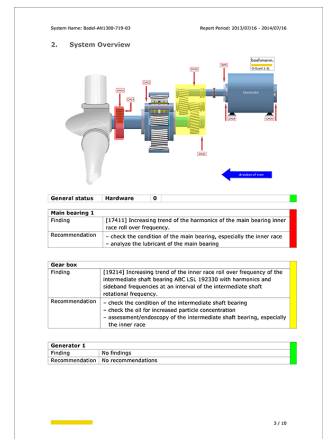 System Name: Badel-AN1300-719-03 Report Period: 2013/07/16 - 2014/07/16
2. System Overview
bachmann.
Generator
direction of view
General status Hardware 0
Main bearing 1
Finding [17411] Increasing trend of the harmonics of the main bearing inner
race roll over frequency.
Recommendation – check the condition of the main bearing, especially the inner race
– analyze the lubricant of the main bearing
Gear box
Finding [19214] Increasing trend of the inner race roll over frequency of the
intermediate shaft bearing ARC LSL 192330 with harmonics and
sideband frequencies at an interval of the intermediate shaft
rotational frequency.
Recommendation – check the condition of the intermediate shaft bearing
– check the oil for increased particle concentration
– assessment/endoscopy of the intermediate shaft bearing, especially
the inner race
Generator 1
Finding No findings
Recommendation No recommendations
3 / 10